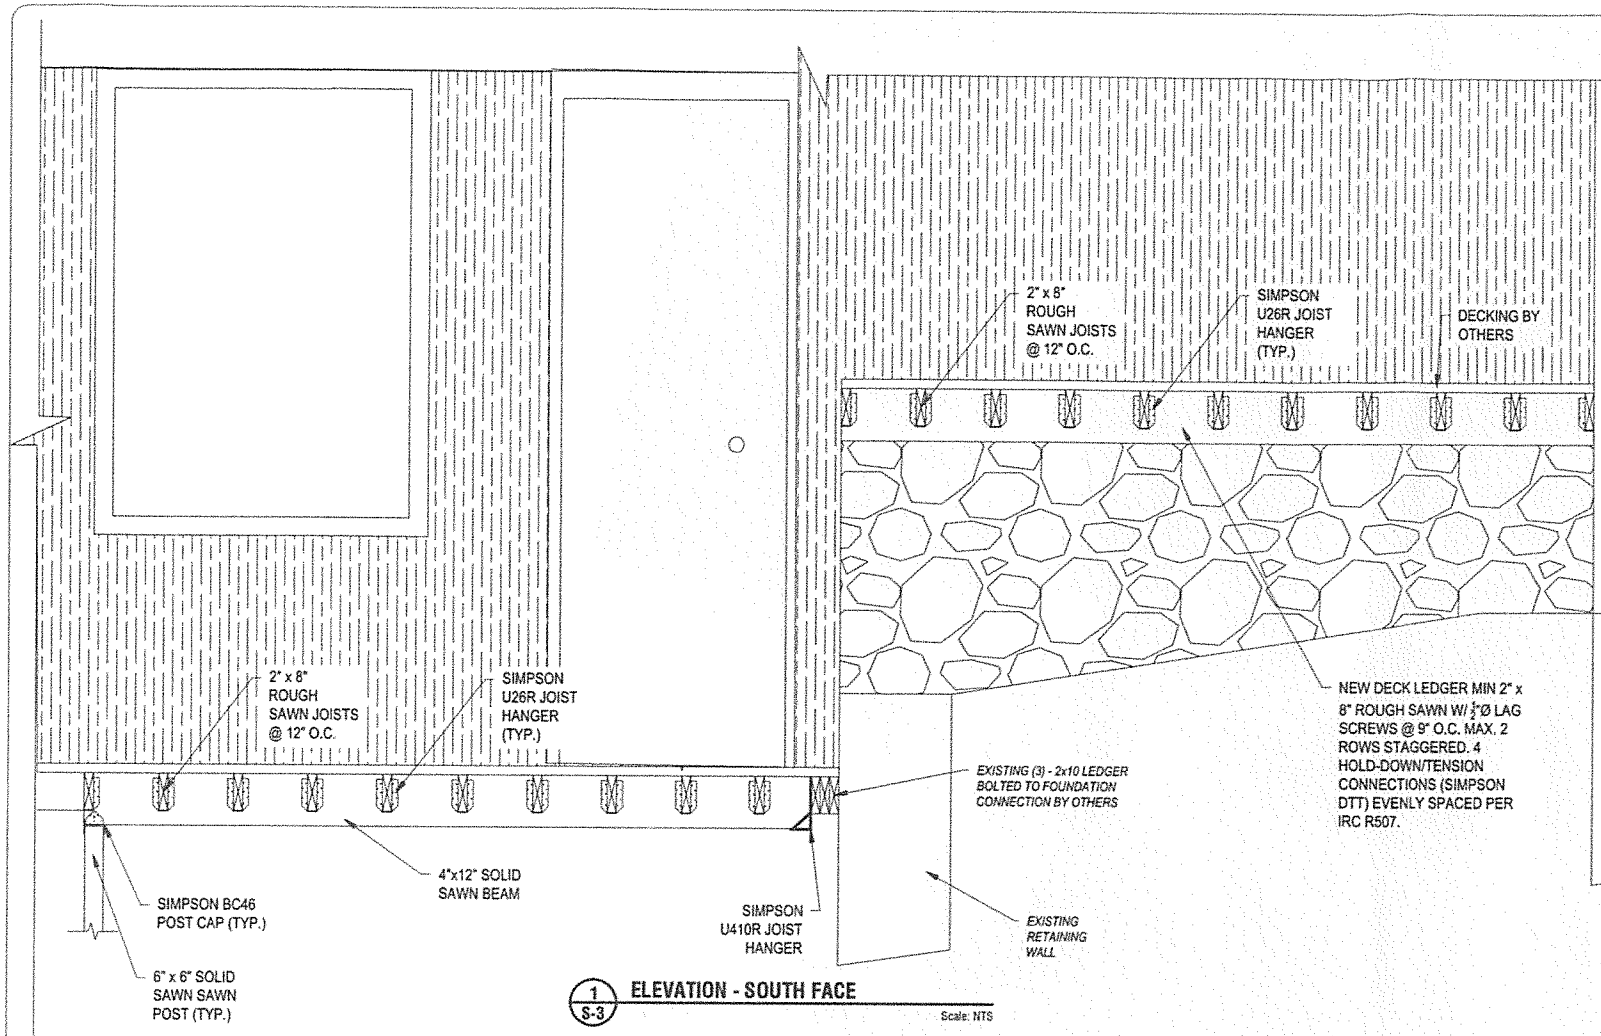 2" x 8"
ROUGH
SAWN JOISTS
@ 12" O.C.
SIMPSON
U26R JOIST
HANGER
(TYP.)
DECKING BY
OTHERS
2" x 8"
ROUGH
SAWN JOISTS
@ 12" O.C.
SIMPSON
U26R JOIST
HANGER
(TYP.)
NEW DECK LEDGER MIN 2" x
8" ROUGH SAWN W/ ½"Ø LAG
SCREWS @ 9" O.C. MAX. 2
ROWS STAGGERED. 4
HOLD-DOWN/TENSION
CONNECTIONS (SIMPSON
DTT) EVENLY SPACED PER
IRC R507.
EXISTING (3) - 2x10 LEDGER
BOLTED TO FOUNDATION
CONNECTION BY OTHERS
4"x12" SOLID
SAWN BEAM
SIMPSON BC46
POST CAP (TYP.)
SIMPSON
U410R JOIST
HANGER
EXISTING
RETAINING
WALL
6" x 6" SOLID
SAWN SAWN
POST (TYP.)
1
S-3
ELEVATION - SOUTH FACE
Scale: NTS